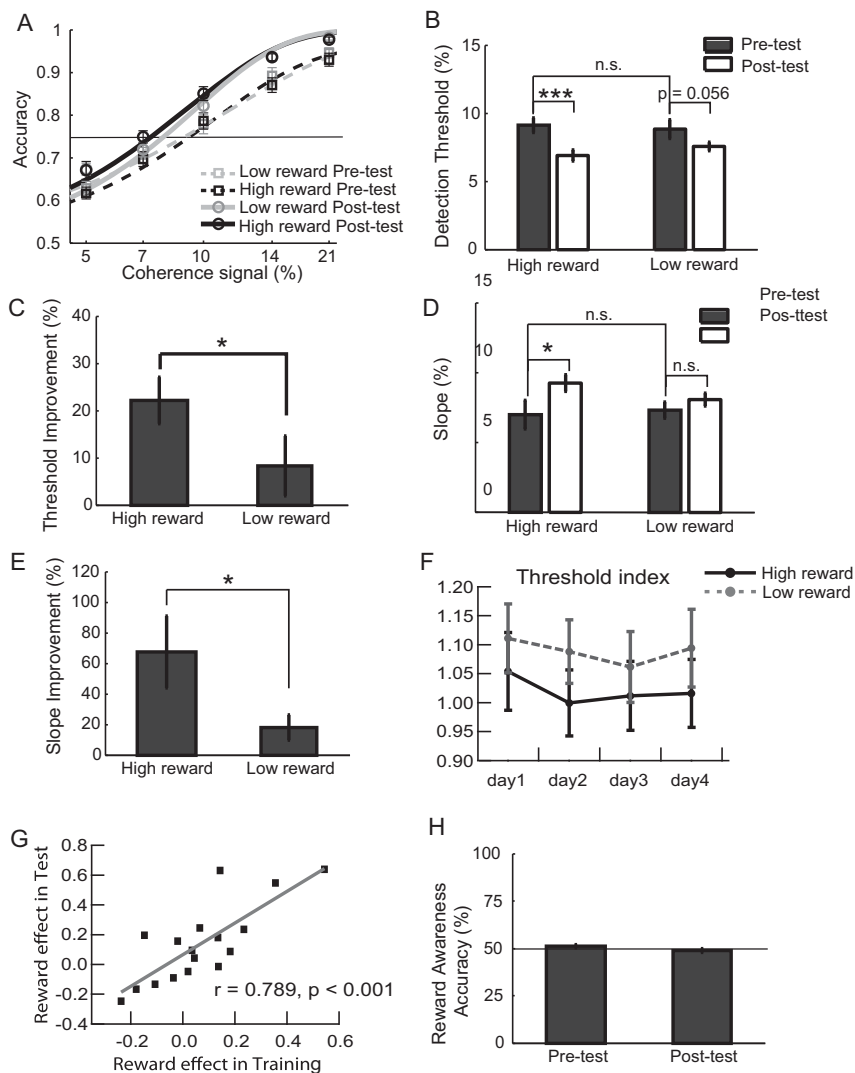 A
Accuracy
1
0.9
0.8
0.7
0.6
0.5
Low reward Pre-test
High reward Pre-test
Low reward Post-test
High reward Post-test
5 7 10 14 21
Coherence signal (%)
B
Detection Threshold (%)
15
10
5
0
Pre-test
Post-test
n.s.
***
p = 0.056
High reward Low reward
C
Threshold Improvement (%)
40
30
20
10
0
*
High reward Low reward
D
Slope (%)
15
10
5
0
Pre-test
Pos-ttest
n.s.
*
n.s.
High reward Low reward
E
Slope Improvement (%)
120
100
80
60
40
20
0
*
High reward Low reward
F
Threshold index
High reward
Low reward
1.20
1.15
1.10
1.05
1.00
0.95
0.90
day1 day2 day3 day4
G
Reward effect in Test
0.8
0.6
0.4
0.2
0.0
-0.2
-0.4
r = 0.789, p < 0.001
-0.2 0.0 0.2 0.4 0.6
Reward effect in Training
H
Reward Awareness
Accuracy (%)
100
75
50
25
0
Pre-test Post-test